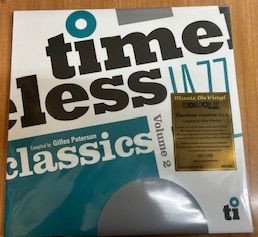 time
less
JAZZ
classics
Compiled by Gilles Peterson
Volume 2
Music On Vinyl
ti